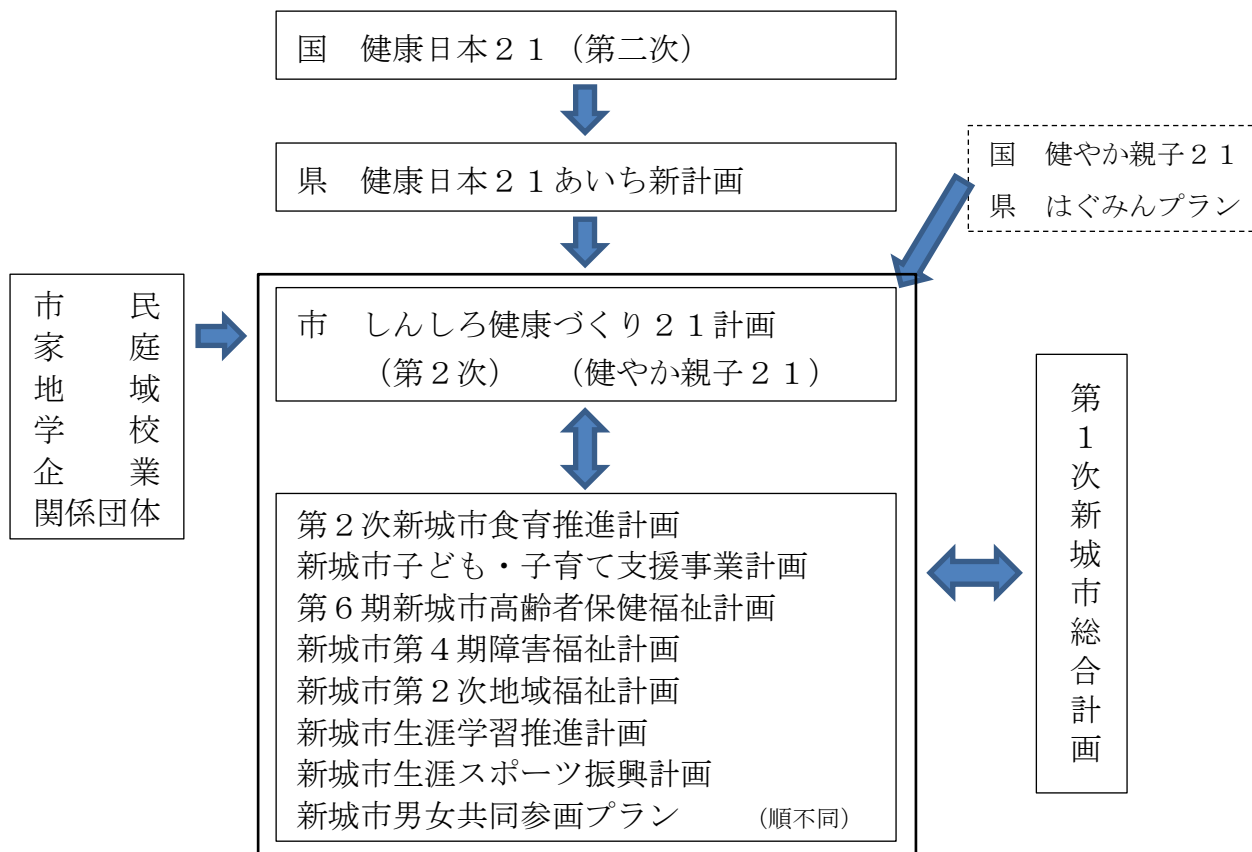 国　健康日本２１（第二次）
県　健康日本２１あいち新計画
国　健やか親子２１
県　はぐみんプラン
市　　民
家　　庭
地　　域
学　　校
企　　業
関係団体
市　しんしろ健康づくり２１計画
（第２次）　　（健やか親子２１）
第２次新城市食育推進計画
新城市子ども・子育て支援事業計画
第６期新城市高齢者保健福祉計画
新城市第４期障害福祉計画
新城市第２次地域福祉計画
新城市生涯学習推進計画
新城市生涯スポーツ振興計画
新城市男女共同参画プラン　　（順不同）
第１次新城市総合計画